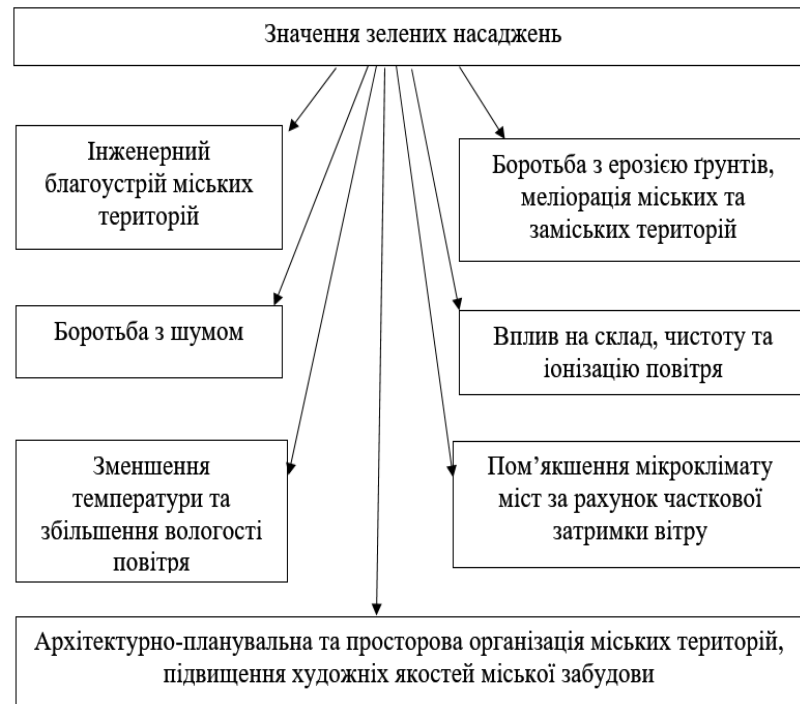 Значення зелених насаджень
Інженерний
благоустрій міських
територій
Боротьба з ерозією ґрунтів,
меліорація міських та
заміських територій
Боротьба з шумом
Вплив на склад, чистоту та
іонізацію повітря
Зменшення
температури та
збільшення вологості
повітря
Пом’якшення мікроклімату
міст за рахунок часткової
затримки вітру
Архітектурно-планувальна та просторова організація міських територій,
підвищення художніх якостей міської забудови